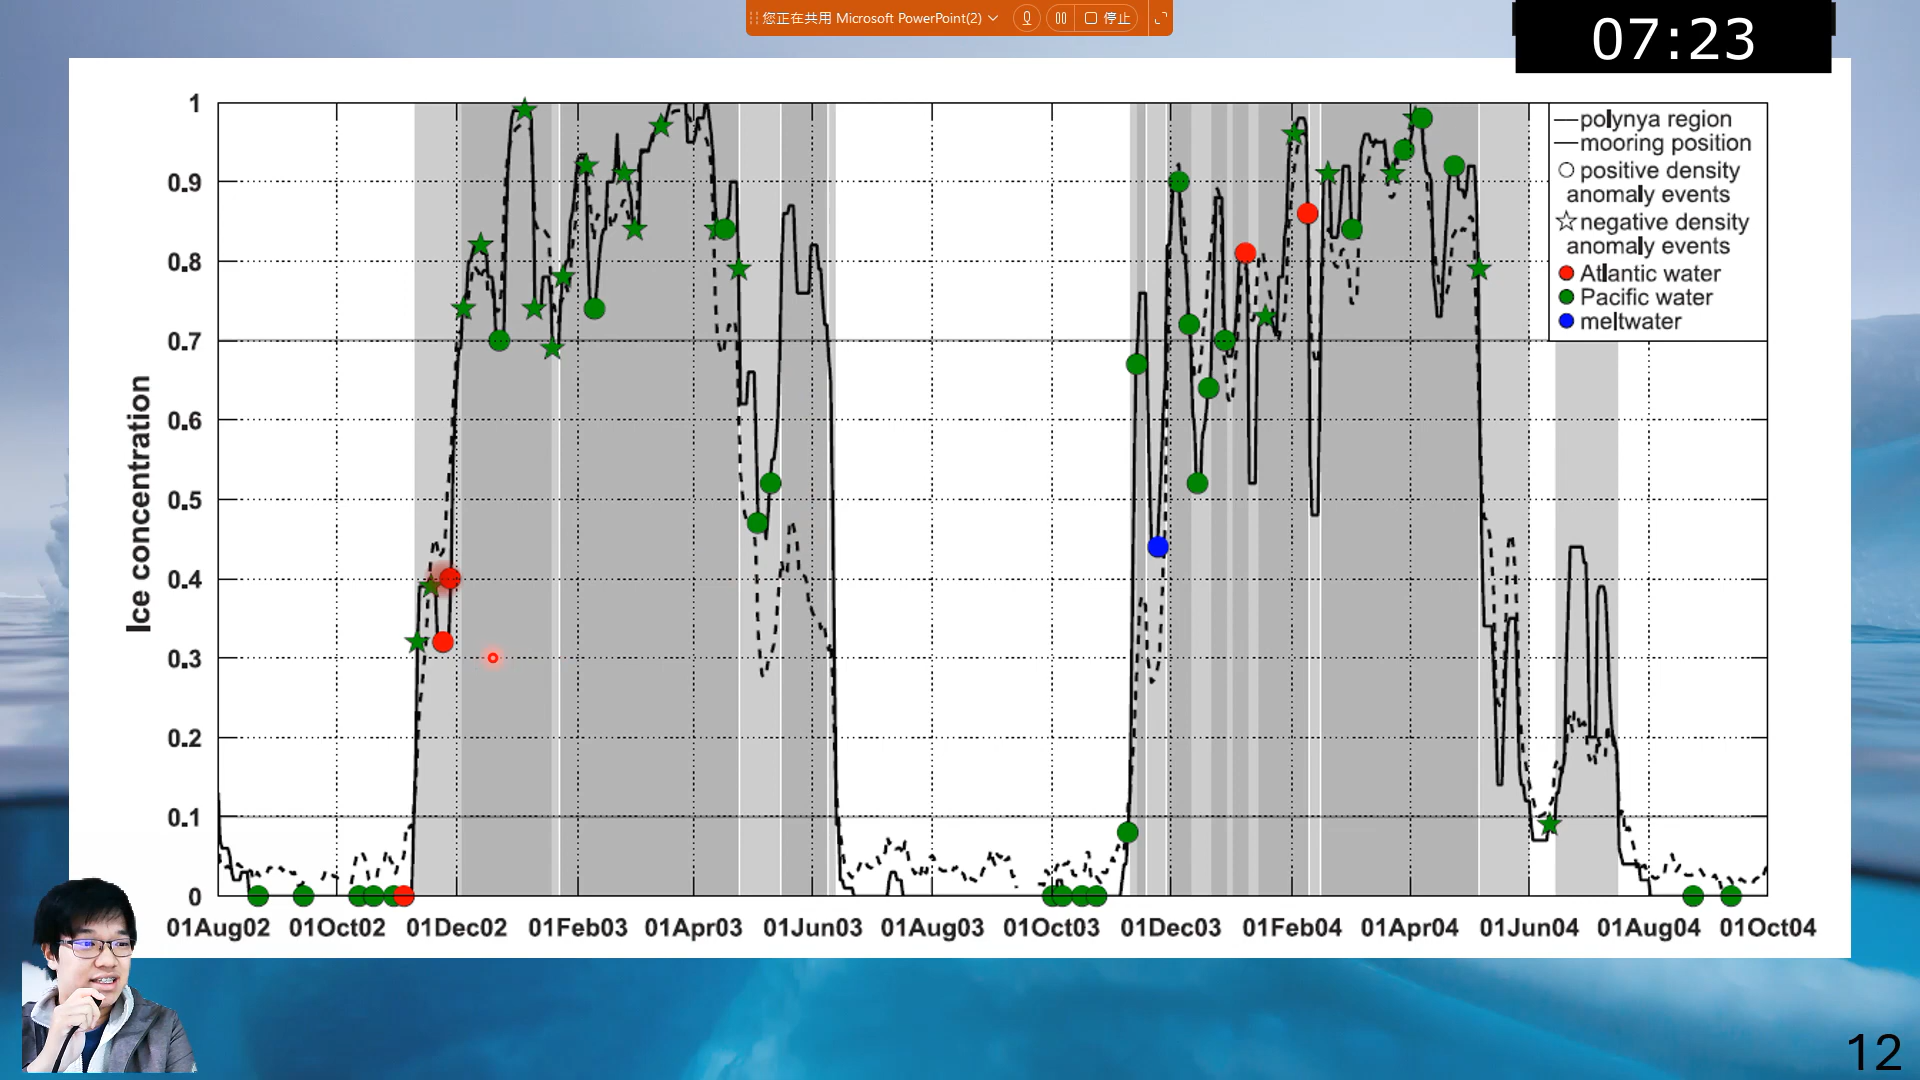 您正在共用 Microsoft PowerPoint(2)
停止
07:23
1
0.9
0.8
0.7
0.6
0.5
0.4
0.3
0.2
0.1
0
Ice concentration
polynya region
mooring position
positive density
anomaly events
negative density
anomaly events
Atlantic water
Pacific water
meltwater
01Aug02 01Oct02 01Dec02 01Feb03 01Apr03 01Jun03 01Aug03 01Oct03 01Dec03 01Feb04 01Apr04 01Jun04 01Aug04 01Oct04
12